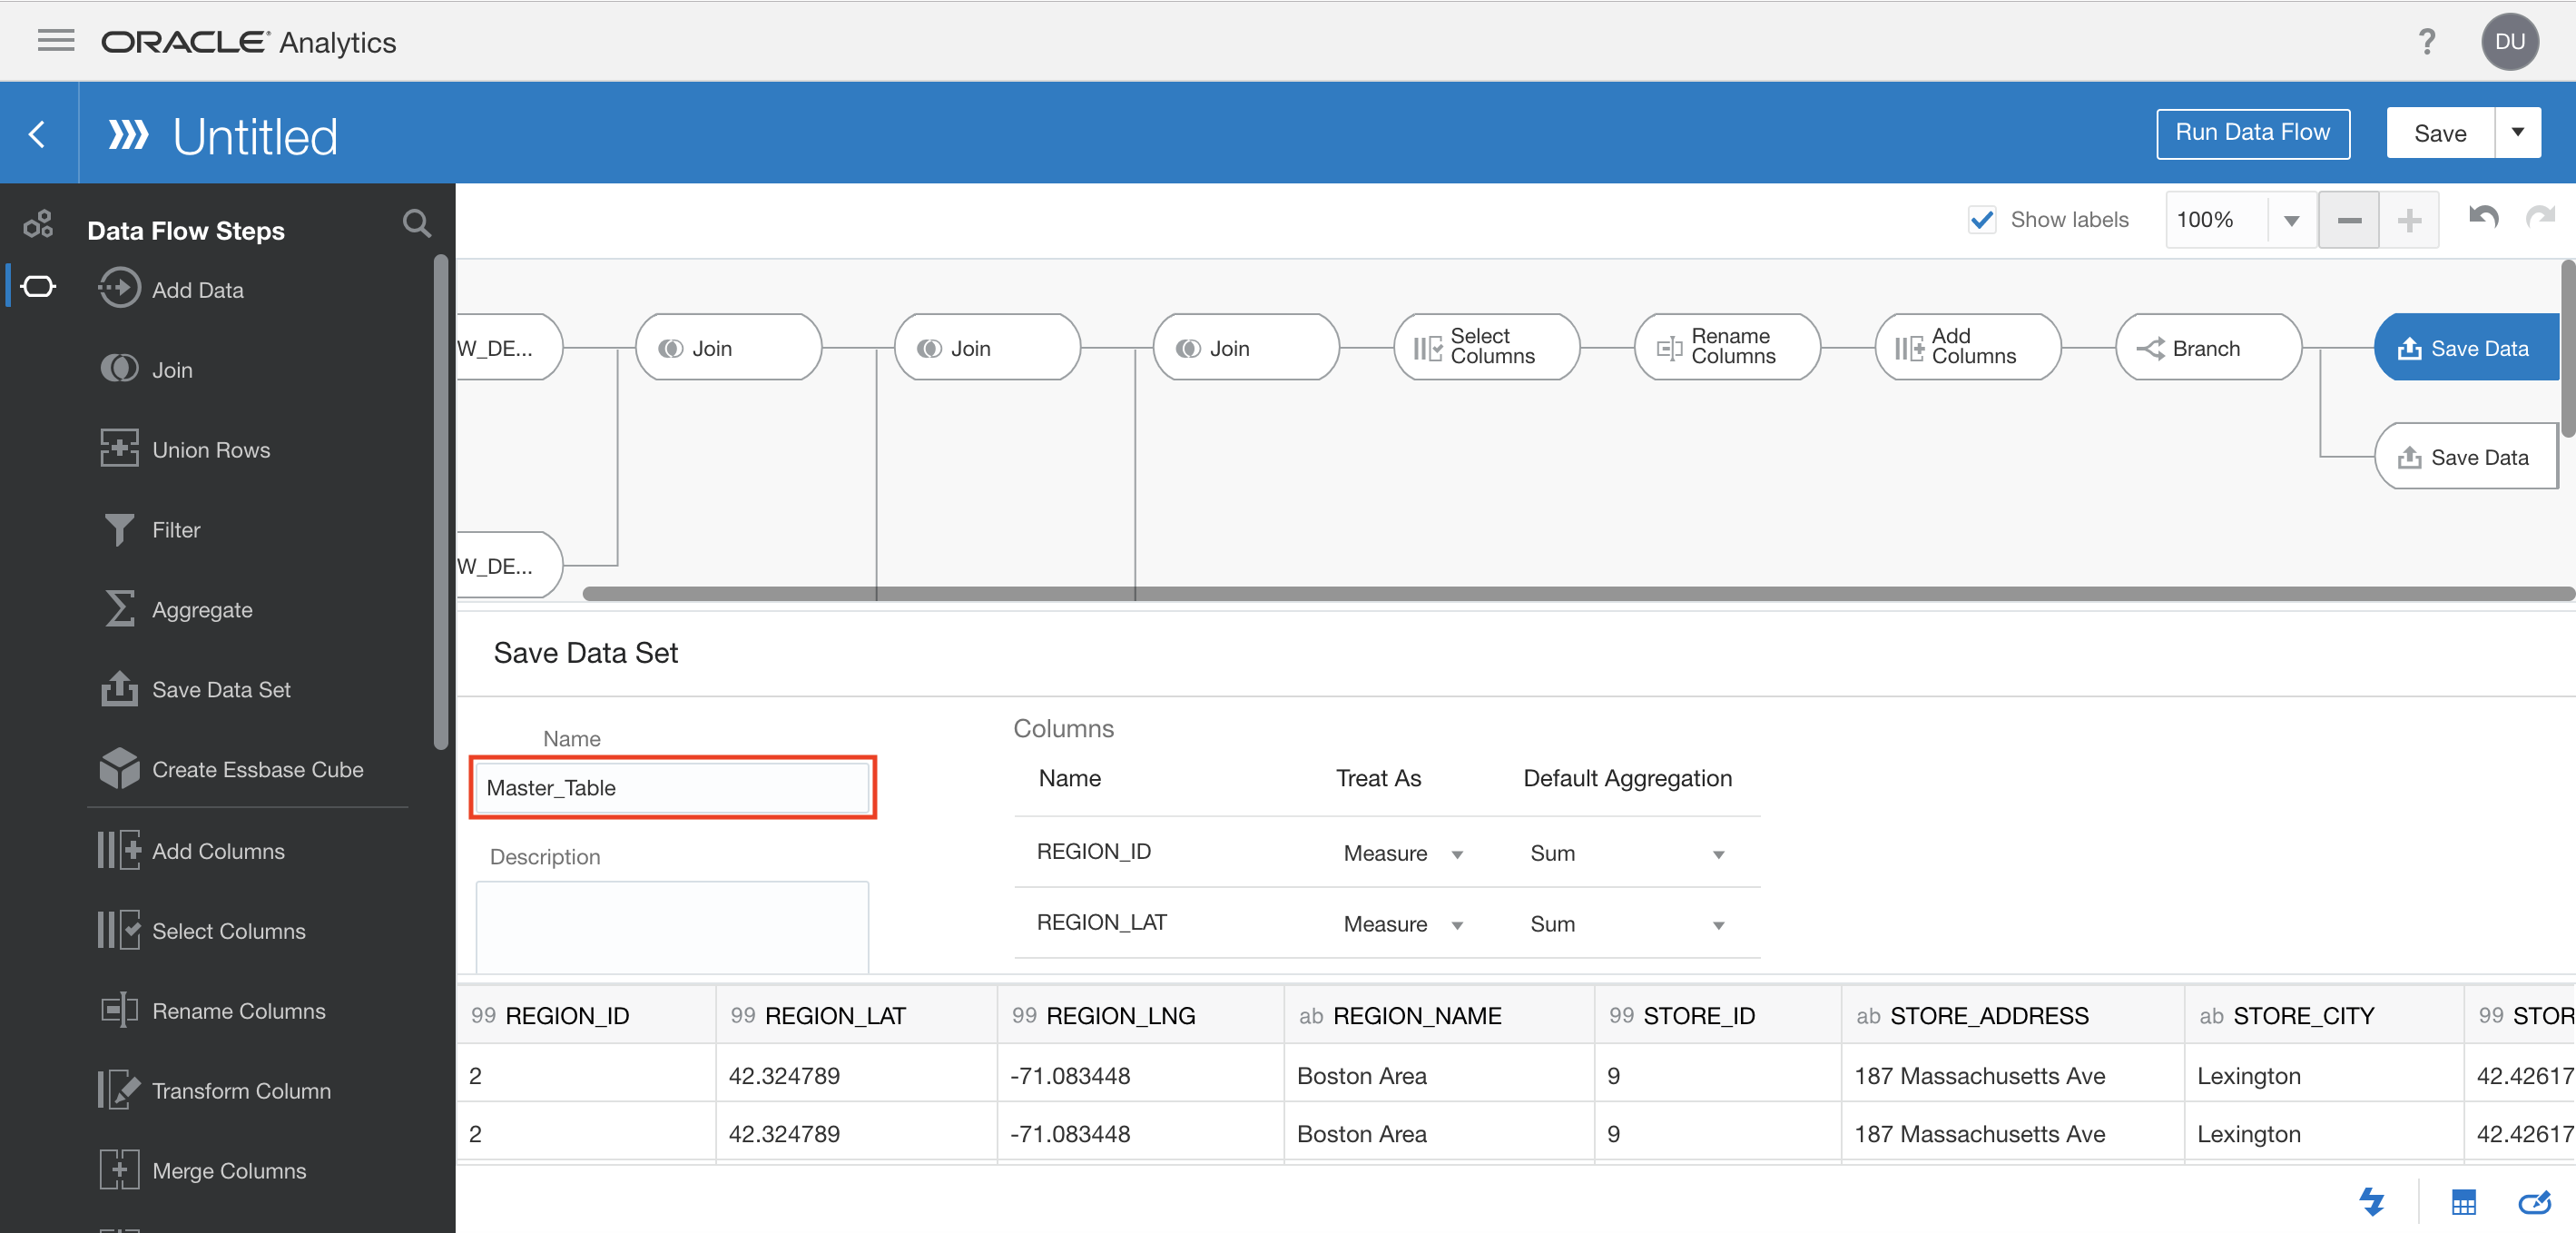 ORACLE® Analytics
? DU
Untitled
Run Data Flow
Save
Data Flow Steps
Show labels
100%
Add Data
Join
Union Rows
Filter
Aggregate
Save Data Set
Create Essbase Cube
Add Columns
Select Columns
Rename Columns
Transform Column
Merge Columns
W_DE...
Join
Join
Join
Select
Columns
Rename
Columns
Add
Columns
Branch
Save Data
Save Data
W_DE...
Save Data Set
Name
Master_Table
Description
Columns
Name Treat As Default Aggregation
REGION_ID Measure Sum
REGION_LAT Measure Sum
99 REGION_ID 99 REGION_LAT 99 REGION_LNG ab REGION_NAME 99 STORE_ID ab STORE_ADDRESS ab STORE_CITY 99 STOR
2 42.324789 -71.083448 Boston Area 9 187 Massachusetts Ave Lexington 42.42617
2 42.324789 -71.083448 Boston Area 9 187 Massachusetts Ave Lexington 42.42617